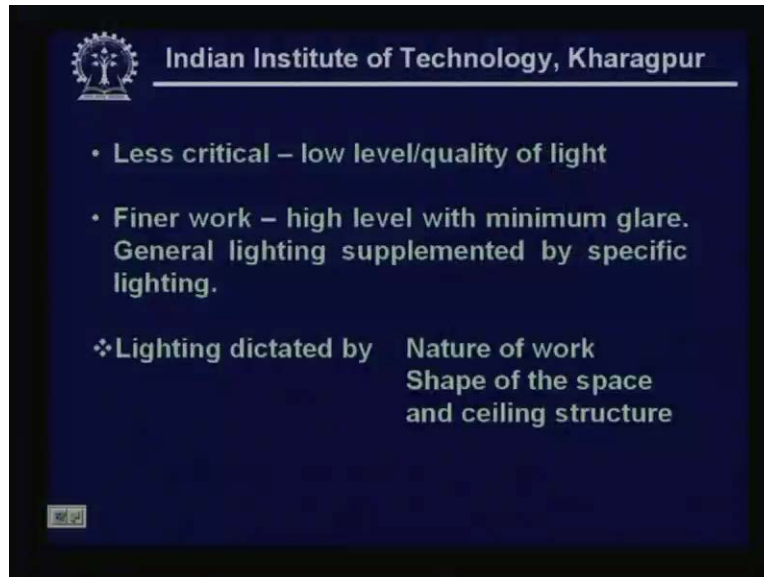 Indian Institute of Technology, Kharagpur
• Less critical – low level/quality of light
• Finer work – high level with minimum glare.
General lighting supplemented by specific
lighting.
❖Lighting dictated by Nature of work
Shape of the space
and ceiling structure